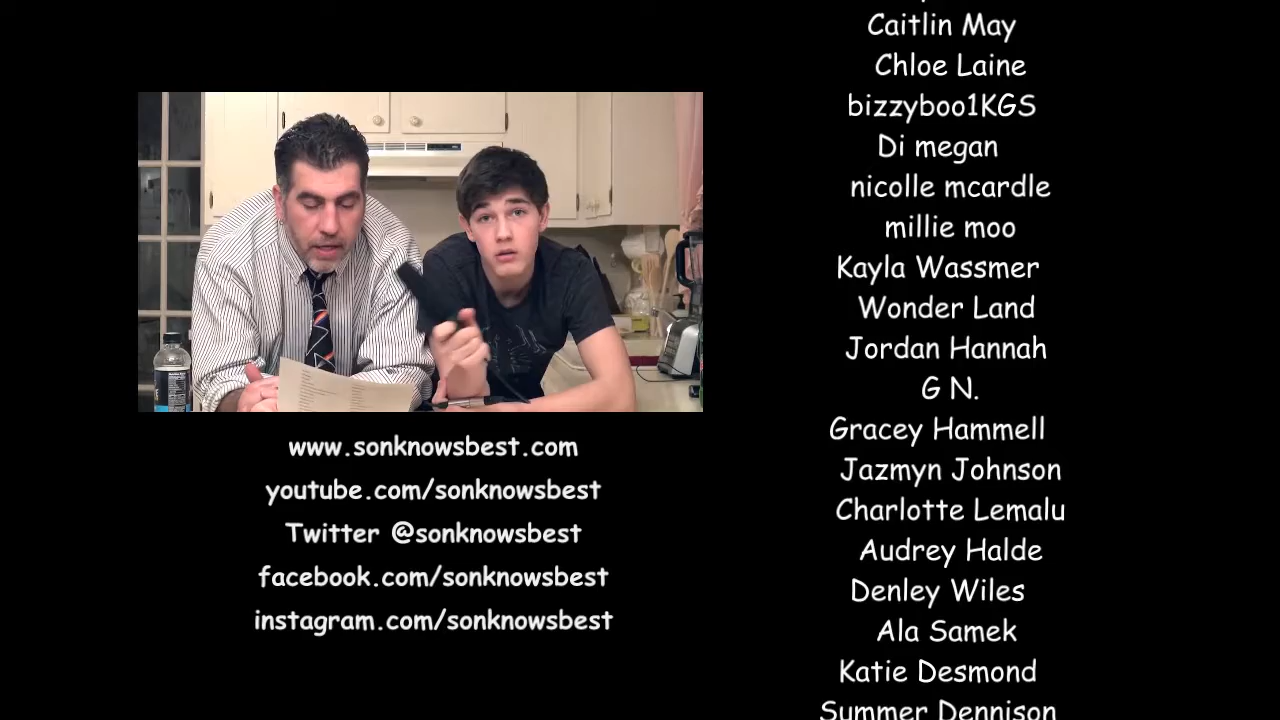 www.sonknowsbest.com
youtube.com/sonknowsbest
Twitter @sonknowsbest
facebook.com/sonknowsbest
instagram.com/sonknowsbest
Caitlin May
Chloe Laine
bizzyboo1KGS
Di megan
nicolle mcardle
millie moo
Kayla Wassmer
Wonder Land
Jordan Hannah
G N.
Gracey Hammell
Jazmyn Johnson
Charlotte Lemalu
Audrey Halde
Denley Wiles
Ala Samek
Katie Desmond
Summer Dennison